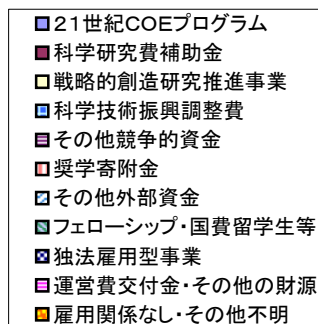 21世紀COEプログラム
科学研究費補助金
戦略的創造研究推進事業
科学技術振興調整費
その他競争的資金
奨学寄附金
その他外部資金
フェローシップ・国費留学生等
独法雇用型事業
運営費交付金・その他の財源
雇用関係なし・その他不明